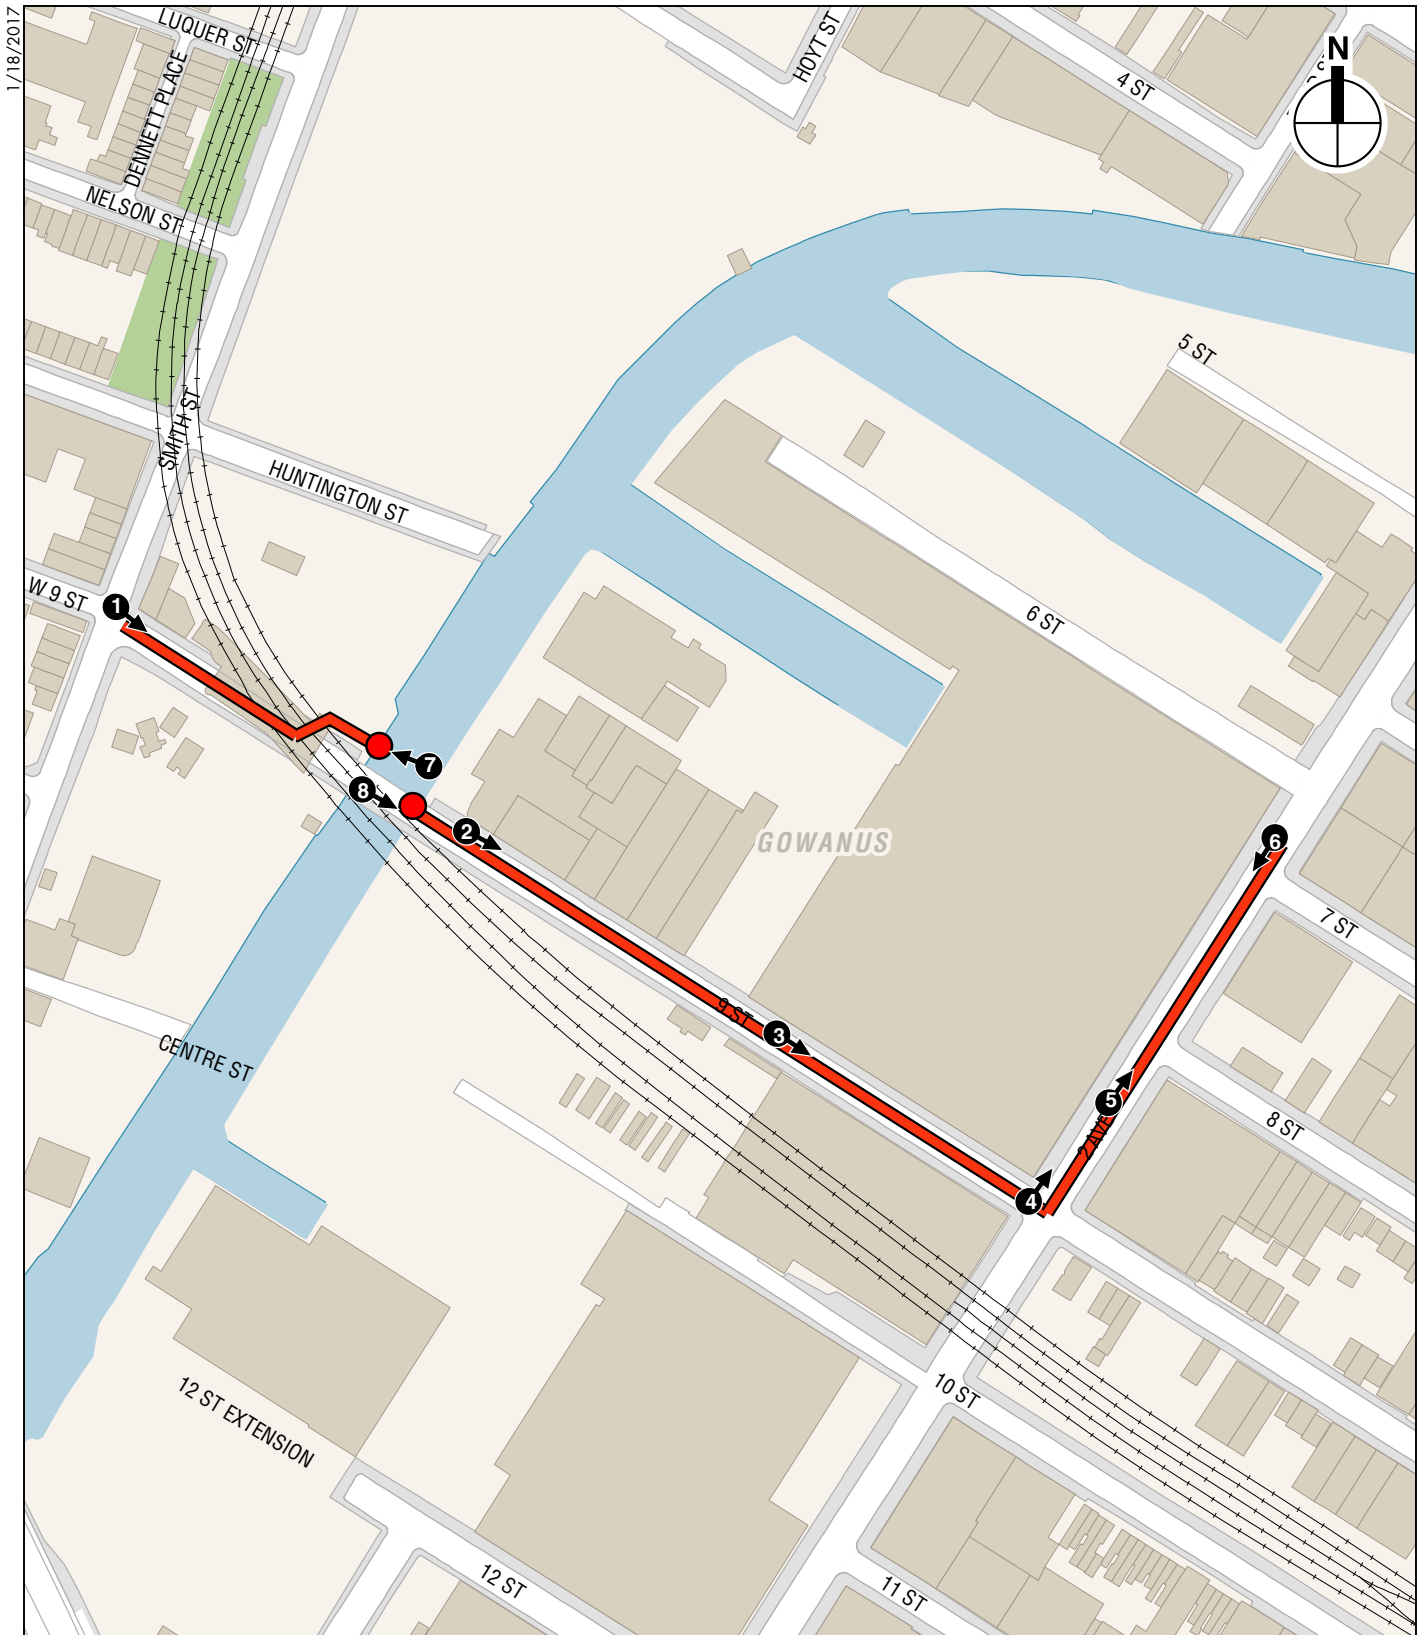 1/18/2017
LUQUER ST
DENNETT PLACE
HOYT ST
4 ST
N
NELSON ST
5 ST
SMITH ST
HUNTINGTON ST
W 9 ST
1
6 ST
7
8
2
GOWANUS
6
7 ST
9 ST
3
CENTRE ST
5
2 AVE
8 ST
4
10 ST
12 ST EXTENSION
12 ST
11 ST